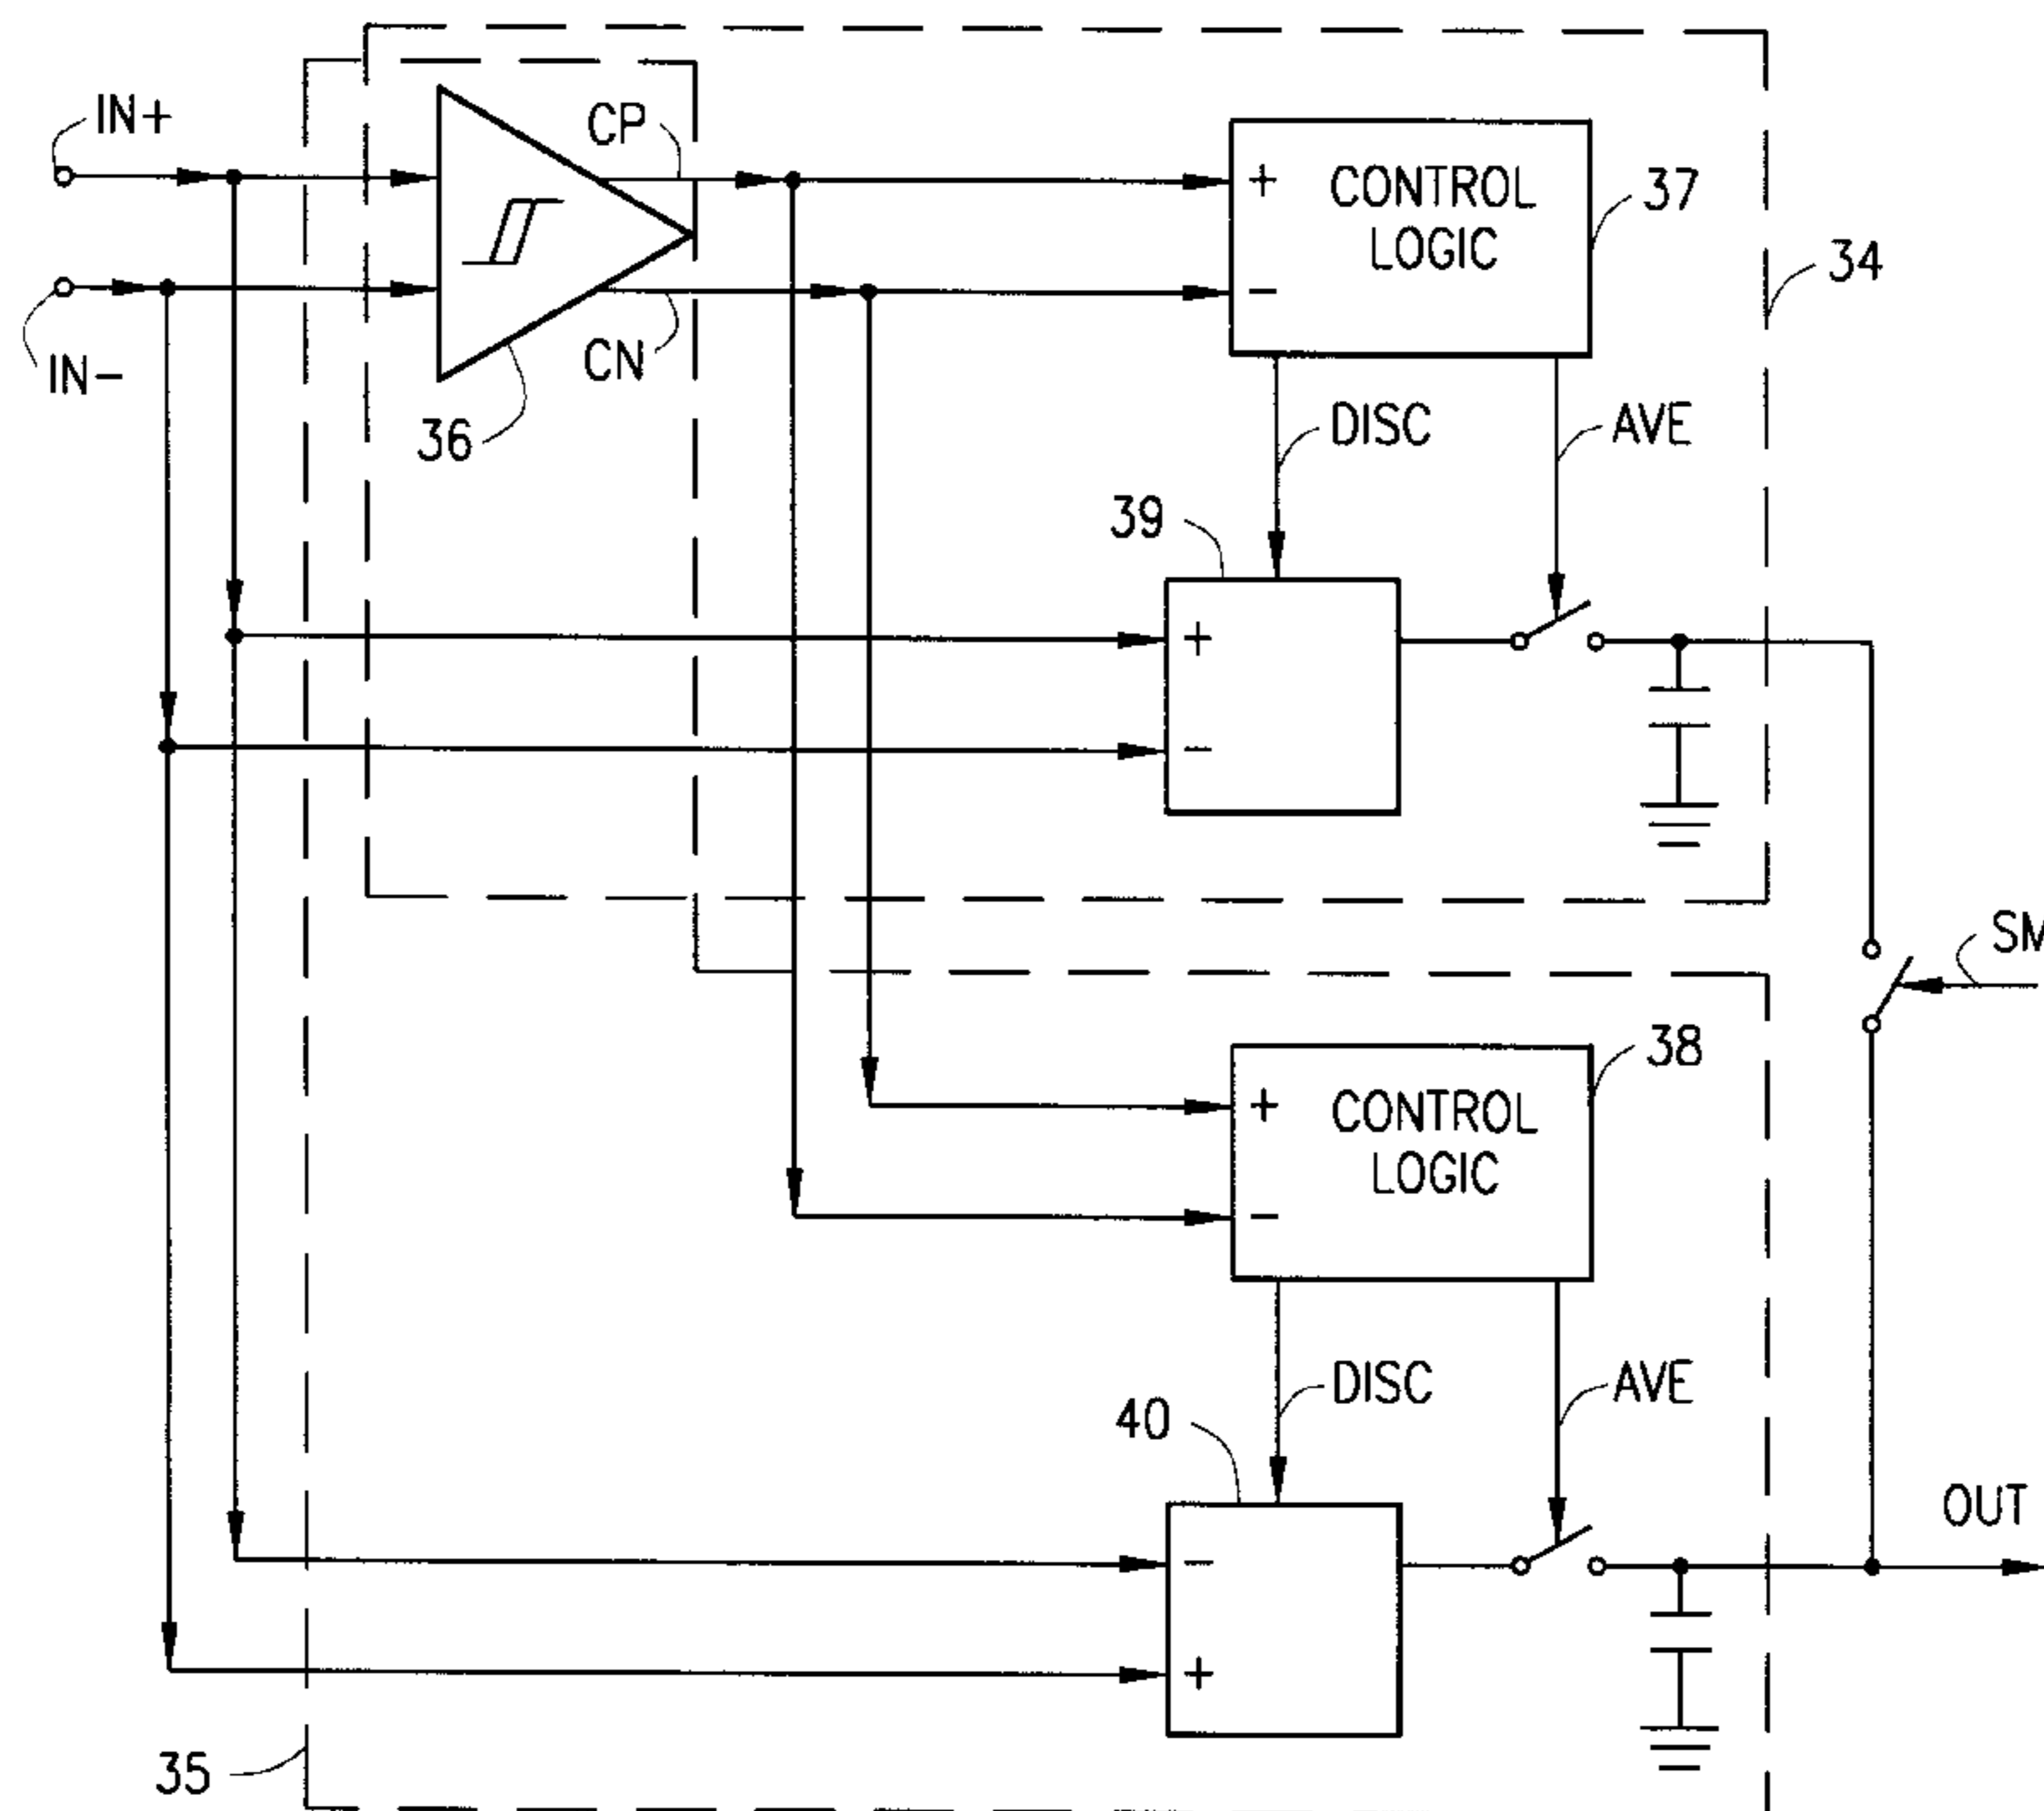 IN+
CP
CONTROL
LOGIC
37
+
−
34
IN−
CN
36
DISC
AVE
39
+
−
SM
38
CONTROL
LOGIC
+
−
DISC
AVE
40
OUT
−
+
35